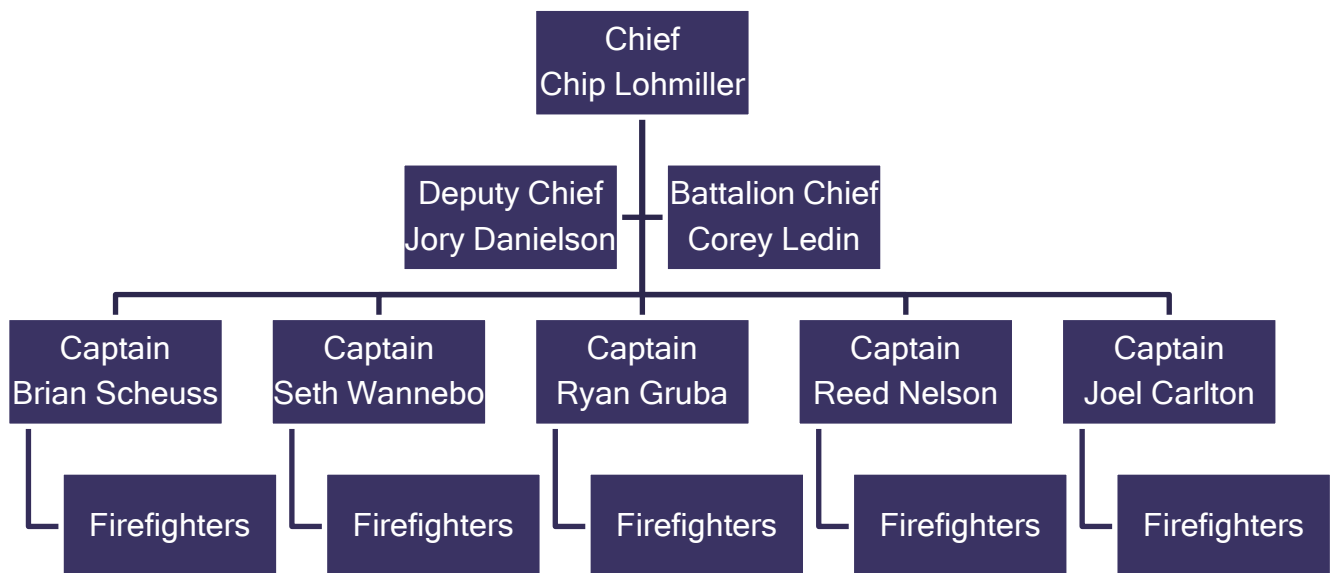 Chief
Chip Lohmiller
Deputy Chief
Jory Danielson
Battalion Chief
Corey Ledin
Captain
Brian Scheuss
Captain
Seth Wannebo
Captain
Ryan Gruba
Captain
Reed Nelson
Captain
Joel Carlton
Firefighters
Firefighters
Firefighters
Firefighters
Firefighters